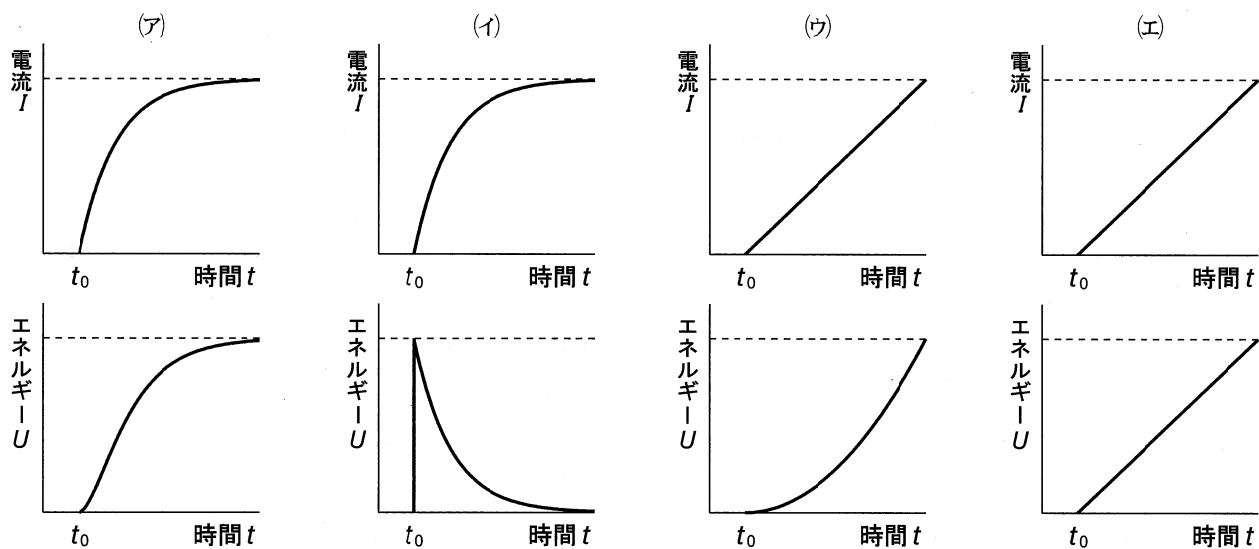 (ア)
電流 I
t₀
時間 t
エネルギー U
t₀
時間 t
(イ)
電流 I
t₀
時間 t
エネルギー U
t₀
時間 t
(ウ)
電流 I
t₀
時間 t
エネルギー U
t₀
時間 t
(エ)
電流 I
t₀
時間 t
エネルギー U
t₀
時間 t